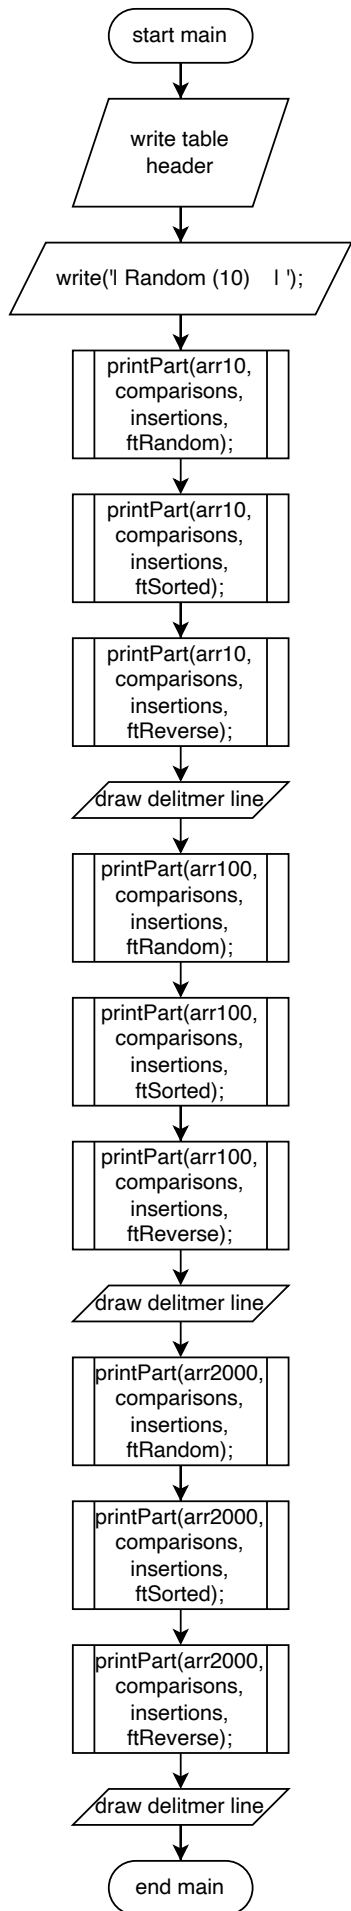 start main
write table
header
write('| Random (10)    | ');
printPart(arr10,
comparisons,
insertions,
ftRandom);
printPart(arr10,
comparisons,
insertions,
ftSorted);
printPart(arr10,
comparisons,
insertions,
ftReverse);
draw delitmer line
printPart(arr100,
comparisons,
insertions,
ftRandom);
printPart(arr100,
comparisons,
insertions,
ftSorted);
printPart(arr100,
comparisons,
insertions,
ftReverse);
draw delitmer line
printPart(arr2000,
comparisons,
insertions,
ftRandom);
printPart(arr2000,
comparisons,
insertions,
ftSorted);
printPart(arr2000,
comparisons,
insertions,
ftReverse);
draw delitmer line
end main